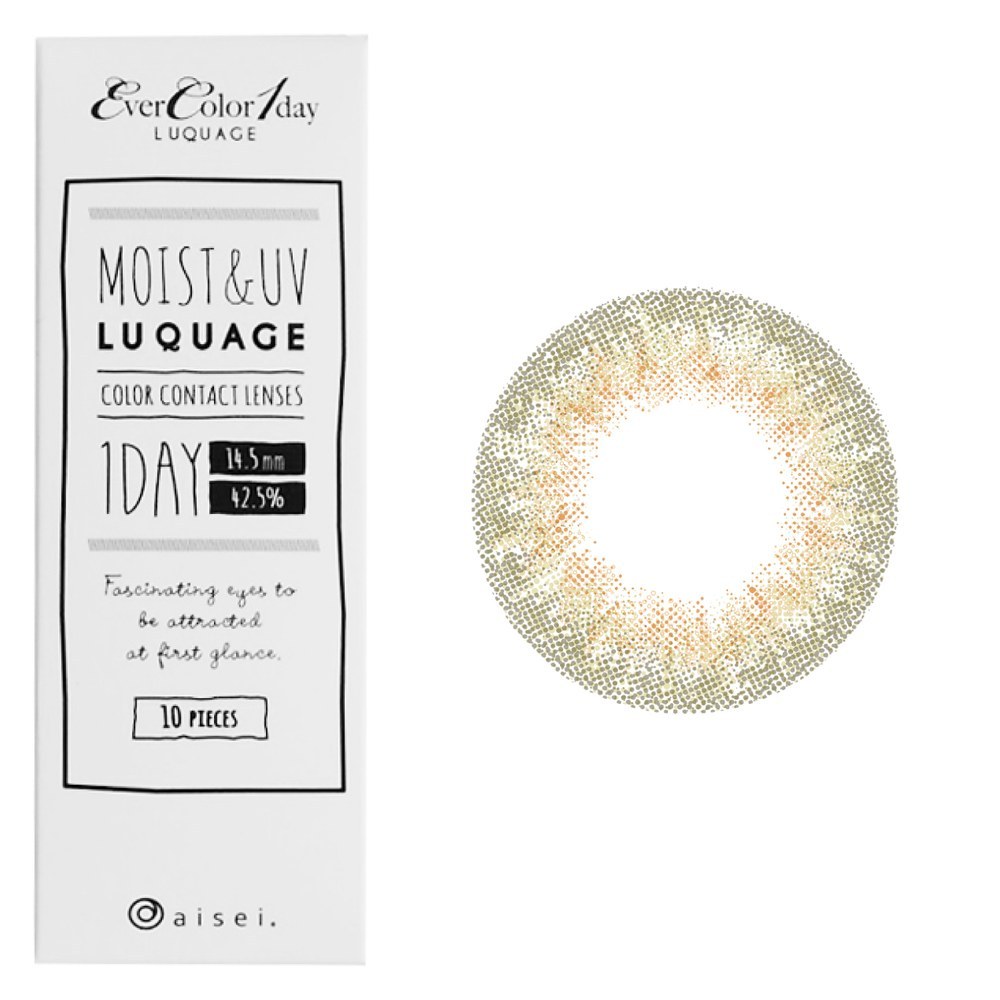 EverColor1day
LUQUAGE
MOIST&UV
LUQUAGE
COLOR CONTACT LENSES
1DAY
14.5mm
42.5%
Fascinating eyes to
be attracted
at first glance.
10 PIECES
aisei.